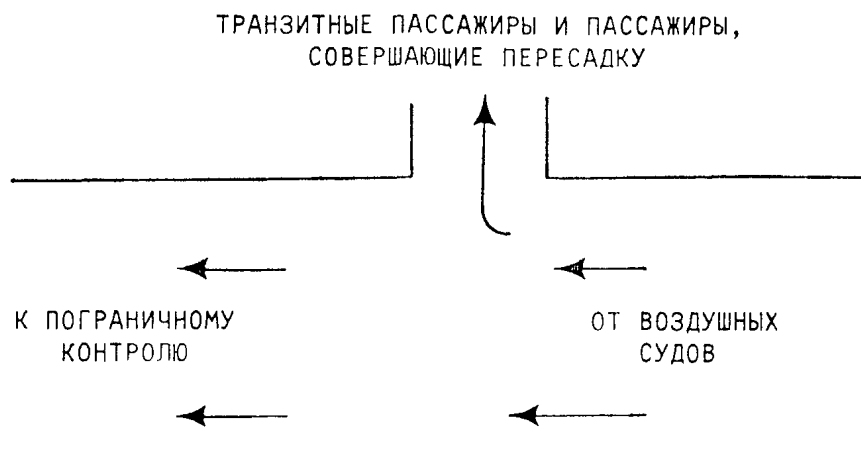 ТРАНЗИТНЫЕ ПАССАЖИРЫ И ПАССАЖИРЫ,
СОВЕРШАЮЩИЕ ПЕРЕСАДКУ
К ПОГРАНИЧНОМУ
КОНТРОЛЮ
ОТ ВОЗДУШНЫХ
СУДОВ